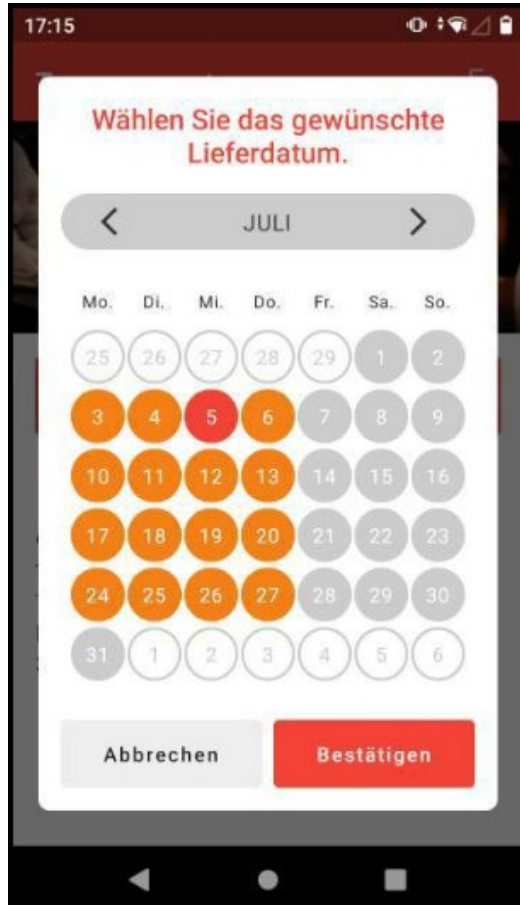 17:15
Wählen Sie das gewünschte
Lieferdatum.
JULI
Mo. Di. Mi. Do. Fr. Sa. So.
25 26 27 28 29 1 2
3 4 5 6 7 8 9
10 11 12 13 14 15 16
17 18 19 20 21 22 23
24 25 26 27 28 29 30
31 1 2 3 4 5 6
Abbrechen Bestätigen